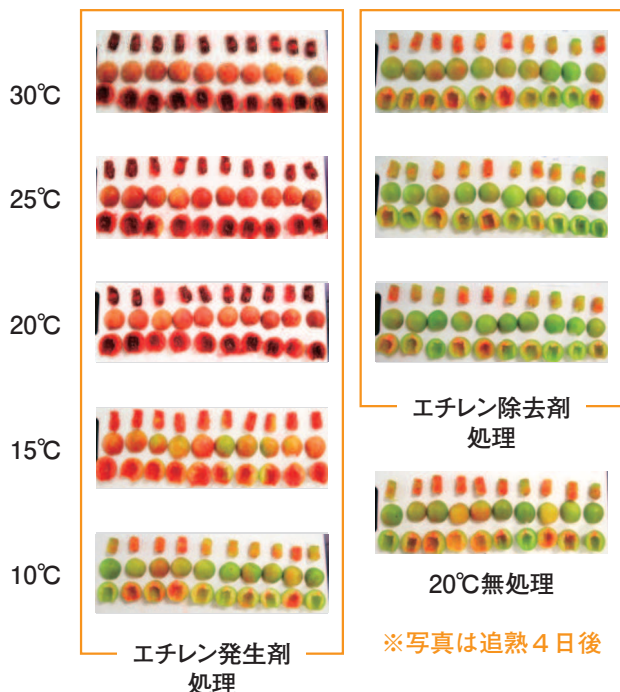 30℃
25℃
20℃
15℃
10℃
エチレン発生剤
処理
エチレン除去剤
処理
20℃無処理
※写真は追熟4日後